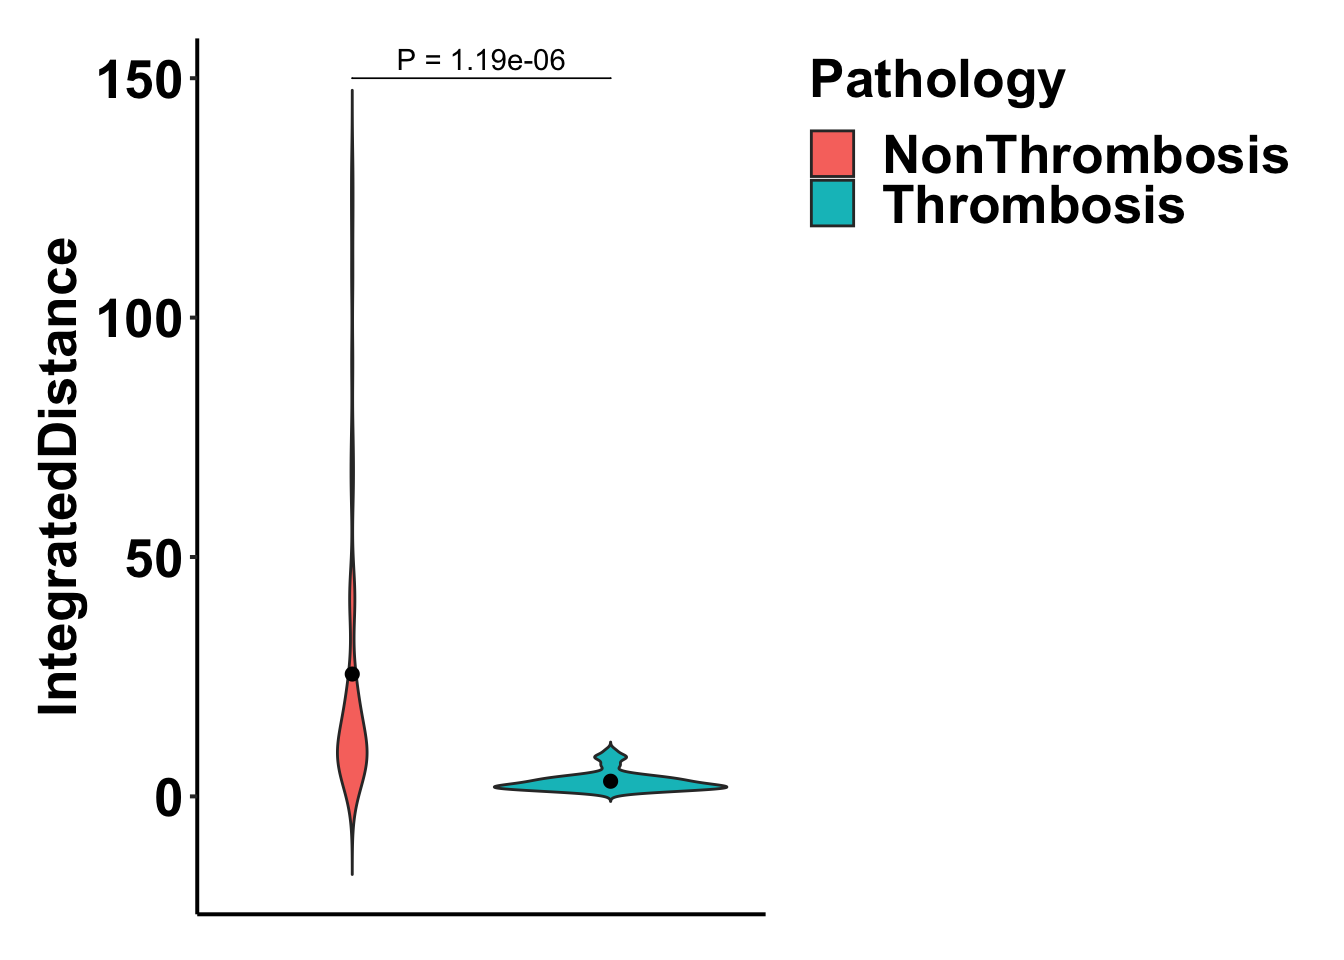 P = 1.19e-06
150
100
50
0
IntegratedDistance
Pathology
NonThrombosis
Thrombosis